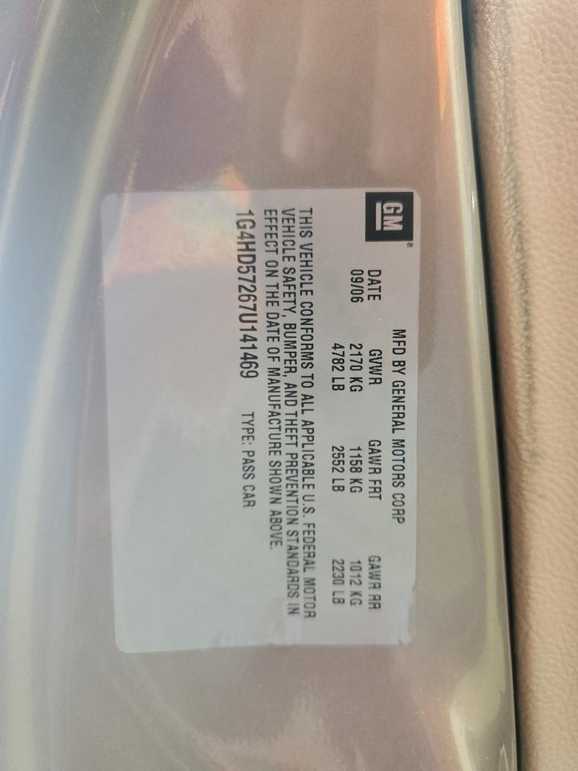 GM®
MFD BY GENERAL MOTORS CORP
DATE GVWR GAWR FRT GAWR RR
09/06 2170 KG 1158 KG 1012 KG
4782 LB 2552 LB 2230 LB
THIS VEHICLE CONFORMS TO ALL APPLICABLE U.S. FEDERAL MOTOR
VEHICLE SAFETY, BUMPER, AND THEFT PREVENTION STANDARDS IN
EFFECT ON THE DATE OF MANUFACTURE SHOWN ABOVE.
1G4HD57267U141469 TYPE: PASS CAR